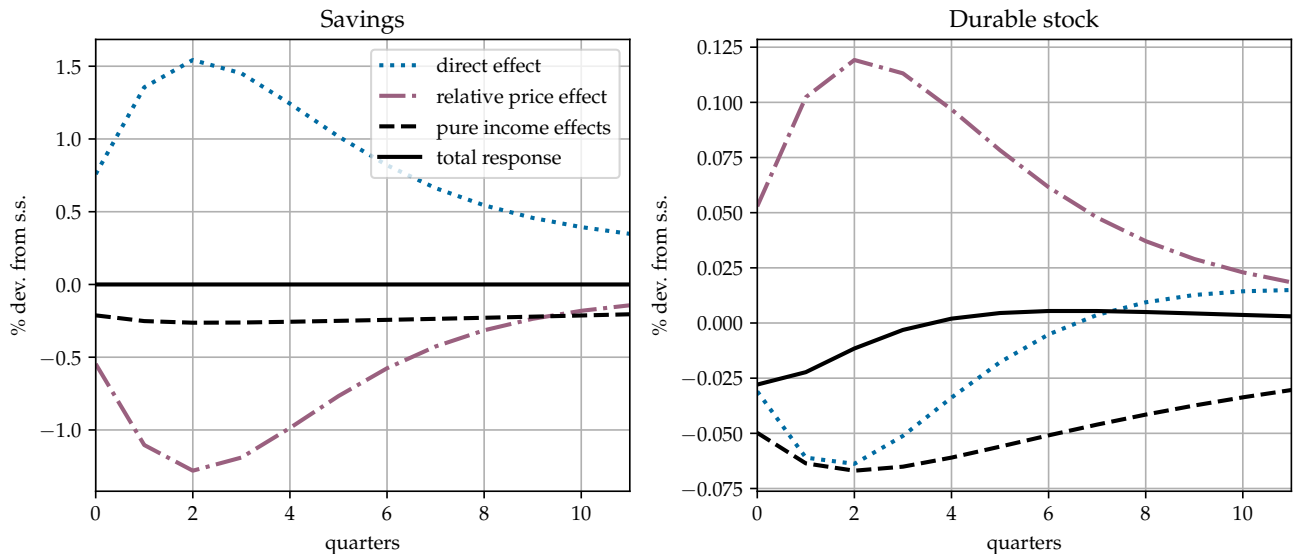 Savings
% dev. from s.s.
1.5
1.0
0.5
0.0
−0.5
−1.0
direct effect
relative price effect
pure income effects
total response
0 2 4 6 8 10
quarters
Durable stock
% dev. from s.s.
0.125
0.100
0.075
0.050
0.025
0.000
−0.025
−0.050
−0.075
0 2 4 6 8 10
quarters